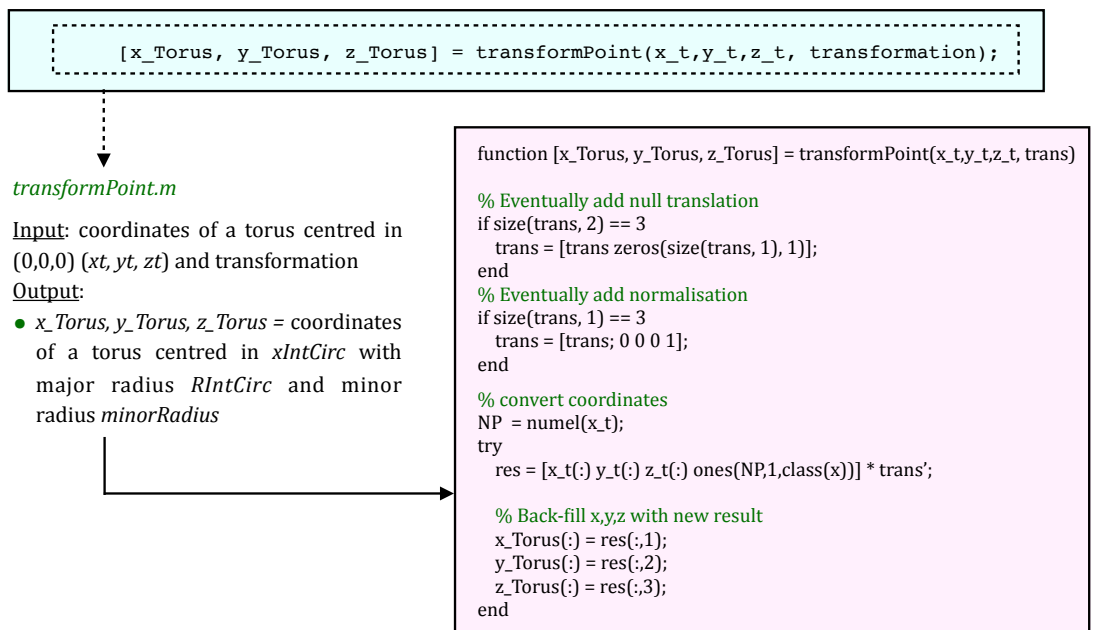 [x_Torus, y_Torus, z_Torus] = transformPoint(x_t,y_t,z_t, transformation);
transformPoint.m
Input: coordinates of a torus centred in
(0,0,0) (xt, yt, zt) and transformation
Output:
• x_Torus, y_Torus, z_Torus = coordinates
of a torus centred in xIntCirc with
major radius RIntCirc and minor
radius minorRadius
function [x_Torus, y_Torus, z_Torus] = transformPoint(x_t,y_t,z_t, trans)
% Eventually add null translation
if size(trans, 2) == 3
trans = [trans zeros(size(trans, 1), 1)];
end
% Eventually add normalisation
if size(trans, 1) == 3
trans = [trans; 0 0 0 1];
end
% convert coordinates
NP = numel(x_t);
try
res = [x_t(:) y_t(:) z_t(:) ones(NP,1,class(x))] * trans’;
% Back-fill x,y,z with new result
x_Torus(:) = res(:,1);
y_Torus(:) = res(:,2);
z_Torus(:) = res(:,3);
end